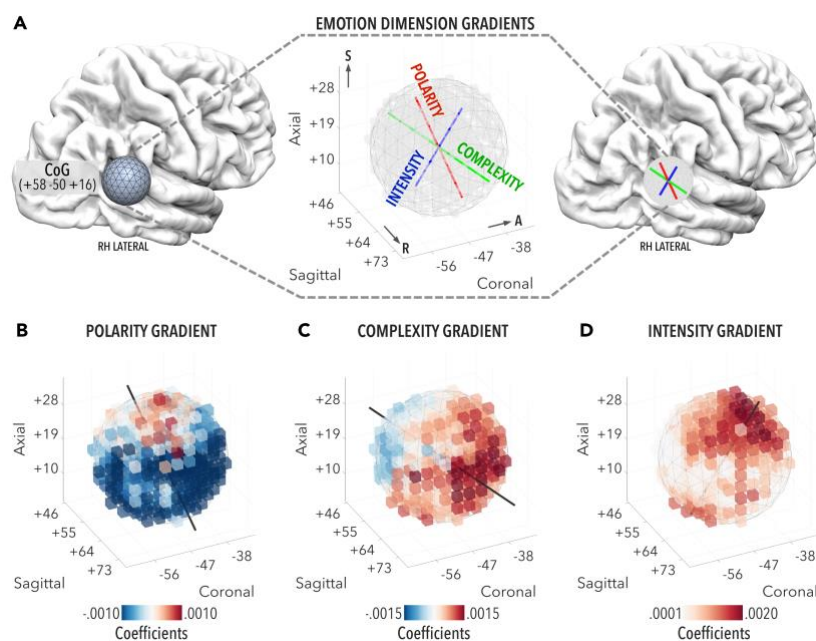 A
EMOTION DIMENSION GRADIENTS
CoG
(+58 -50 +16)
RH LATERAL
S
Axial
+28
+19
+10
POLARITY
COMPLEXITY
INTENSITY
+46
+55
+64
+73
R
A
-38
-47
-56
Sagittal
Coronal
RH LATERAL
B
POLARITY GRADIENT
Axial
+28
+19
+10
+46
+55
+64
+73
-38
-47
-56
Sagittal
Coronal
-.0010
.0010
Coefficients
C
COMPLEXITY GRADIENT
Axial
+28
+19
+10
+46
+55
+64
+73
-38
-47
-56
Sagittal
Coronal
-.0015
.0015
Coefficients
D
INTENSITY GRADIENT
Axial
+28
+19
+10
+46
+55
+64
+73
-38
-47
-56
Sagittal
Coronal
.0001
.0020
Coefficients